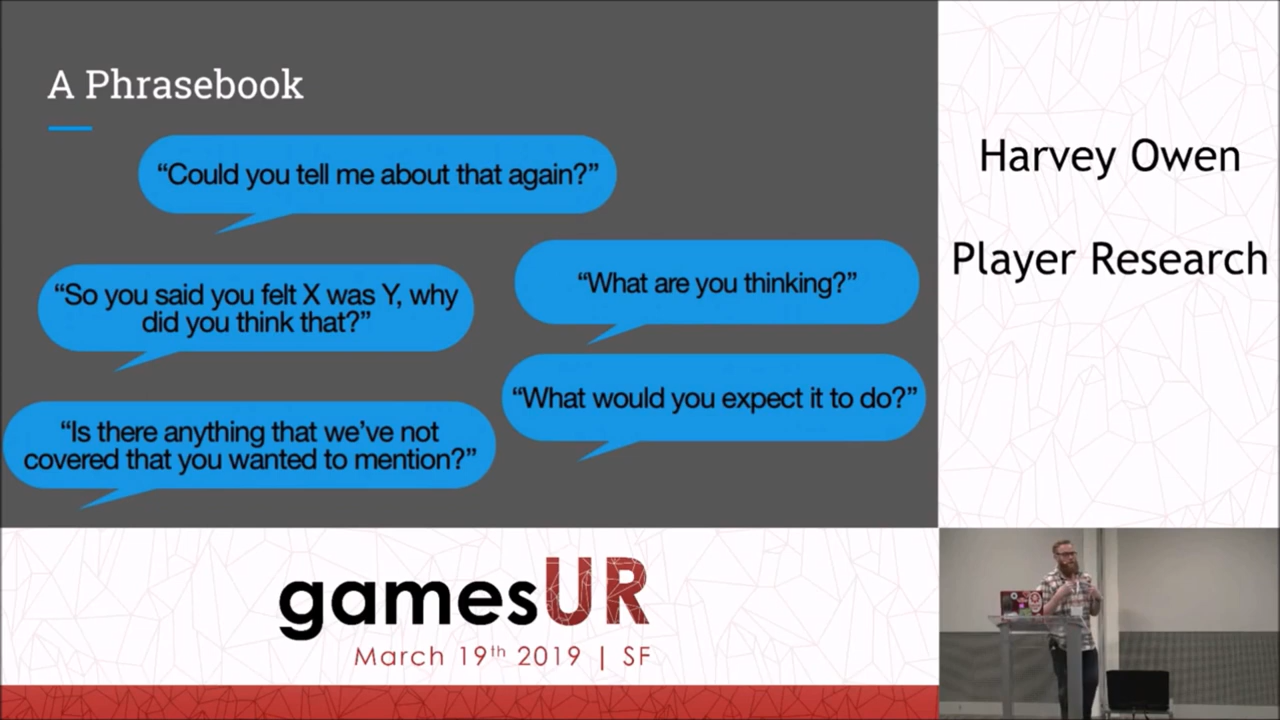 A Phrasebook
“Could you tell me about that again?”
“So you said you felt X was Y, why
did you think that?”
“What are you thinking?”
“What would you expect it to do?”
“Is there anything that we’ve not
covered that you wanted to mention?”
Harvey Owen
Player Research
gamesUR
March 19th 2019 | SF